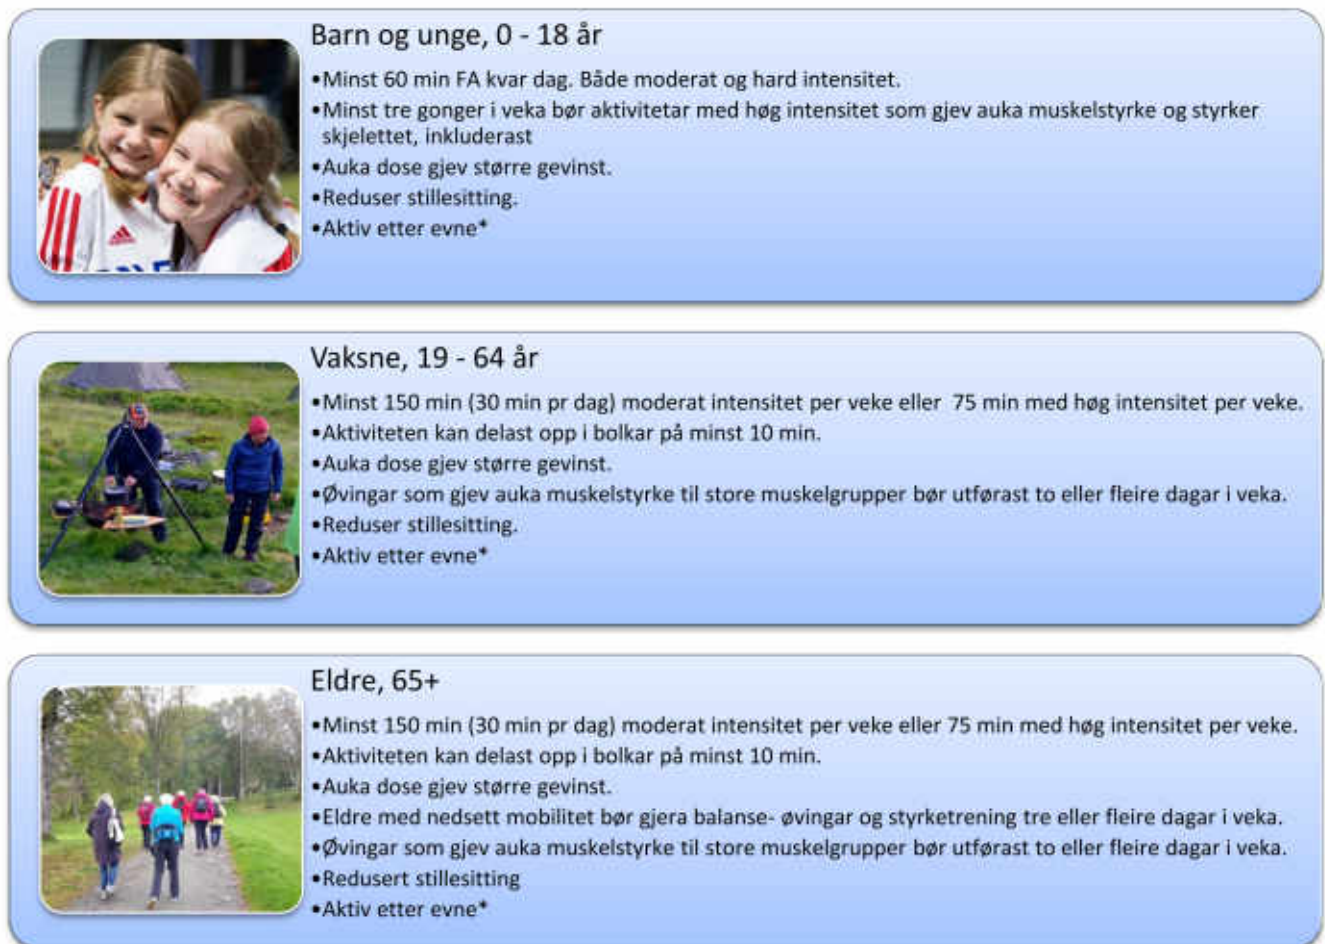 Barn og unge, 0 - 18 år
•Minst 60 min FA kvar dag. Både moderat og hard intensitet.
•Minst tre gonger i veka bør aktivitetar med høg intensitet som gjev auka muskelstyrke og styrker
skjelettet, inkluderast
•Auka dose gjev større gevinst.
•Reduser stillesitting.
•Aktiv etter evne*
Vaksne, 19 - 64 år
•Minst 150 min (30 min pr dag) moderat intensitet per veke eller 75 min med høg intensitet per veke.
•Aktiviteten kan delast opp i bolkar på minst 10 min.
•Auka dose gjev større gevinst.
•Øvingar som gjev auka muskelstyrke til store muskelgrupper bør utførast to eller fleire dagar i veka.
•Reduser stillesitting.
•Aktiv etter evne*
Eldre, 65+
•Minst 150 min (30 min pr dag) moderat intensitet per veke eller 75 min med høg intensitet per veke.
•Aktiviteten kan delast opp i bolkar på minst 10 min.
•Auka dose gjev større gevinst.
•Eldre med nedsett mobilitet bør gjera balanse- øvingar og styrketrening tre eller fleire dagar i veka.
•Øvingar som gjev auka muskelstyrke til store muskelgrupper bør utførast to eller fleire dagar i veka.
•Redusert stillesitting
•Aktiv etter evne*